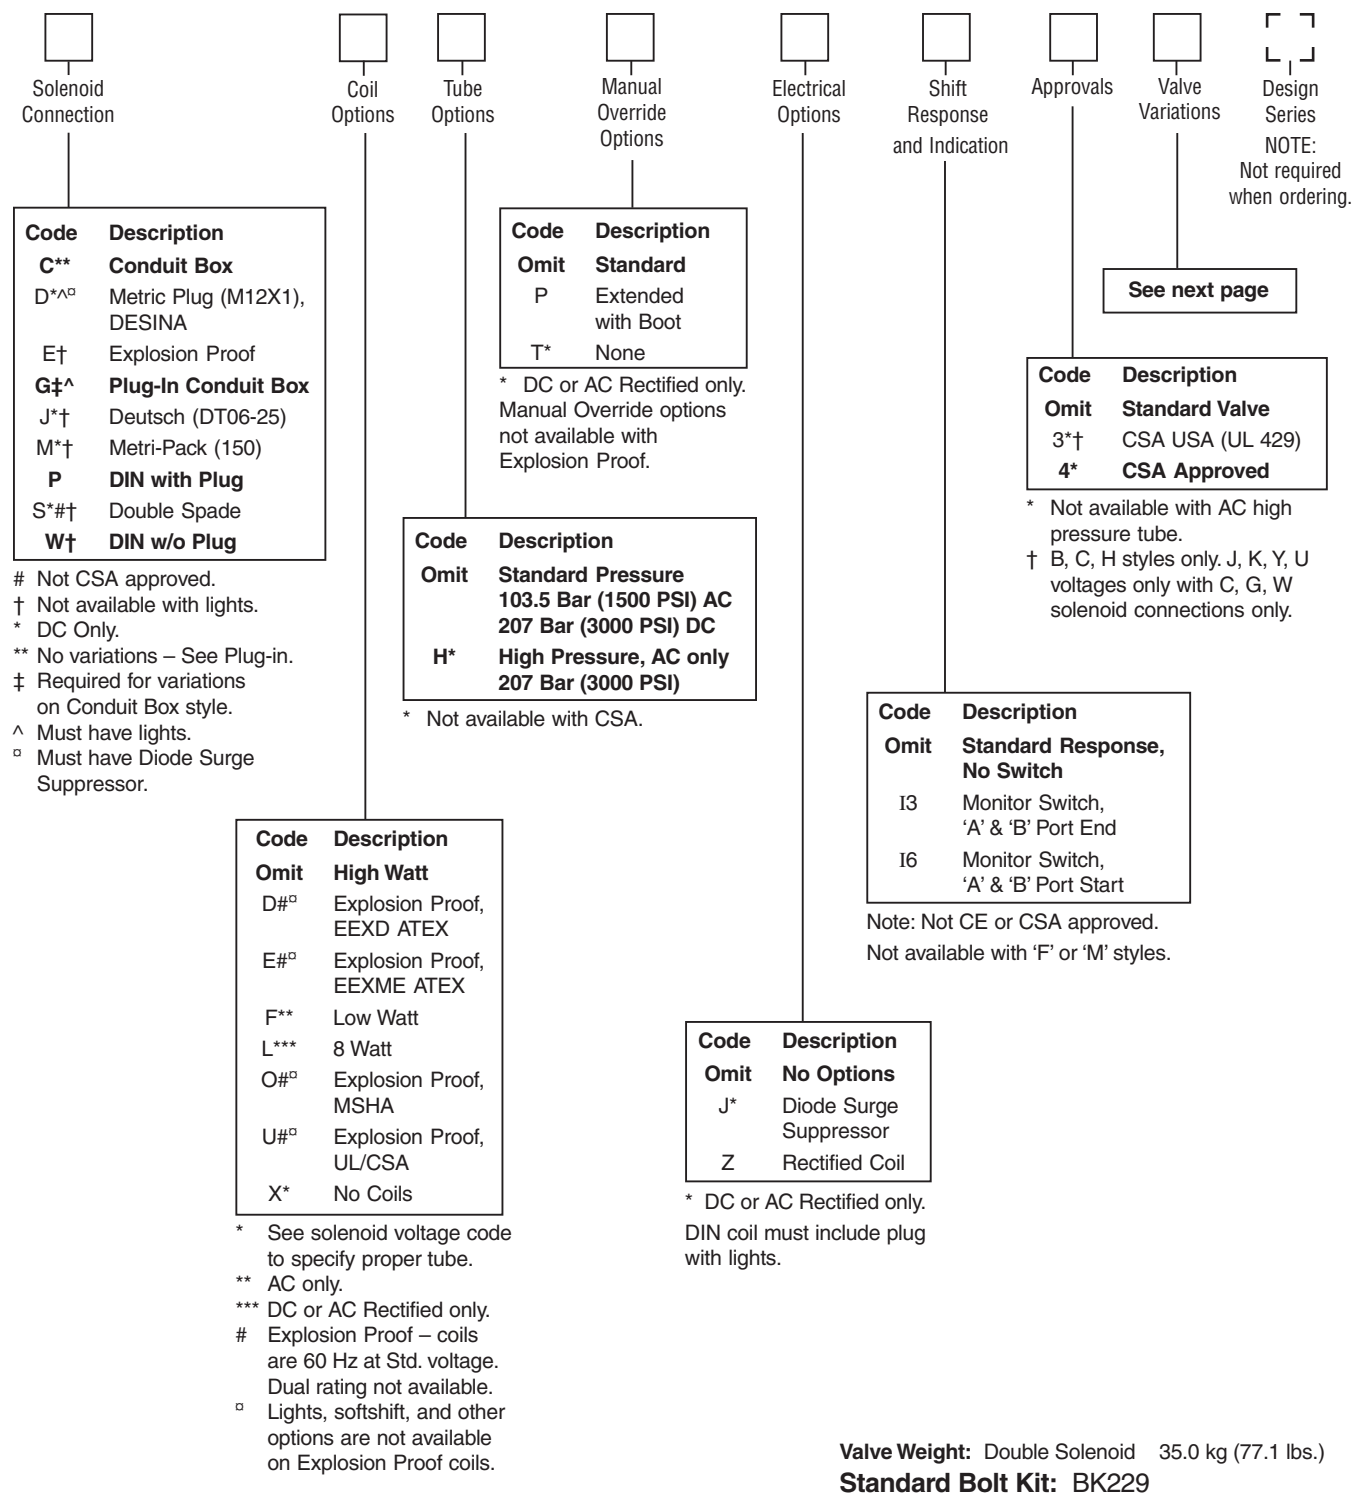 Solenoid
Connection
Coil
Options
Tube
Options
Manual
Override
Options
Electrical
Options
Shift
Response
and Indication
Approvals
Valve
Variations
Design
Series
NOTE:
Not required
when ordering.
Code Description
C** Conduit Box
D*^¤ Metric Plug (M12X1),
DESINA
E† Explosion Proof
G‡^ Plug-In Conduit Box
J*† Deutsch (DT06-25)
M*† Metri-Pack (150)
P DIN with Plug
S*#† Double Spade
W† DIN w/o Plug
# Not CSA approved.
† Not available with lights.
* DC Only.
** No variations – See Plug-in.
‡ Required for variations
on Conduit Box style.
^ Must have lights.
¤ Must have Diode Surge
Suppressor.
Code Description
Omit High Watt
D#¤ Explosion Proof,
EEXD ATEX
E#¤ Explosion Proof,
EEXME ATEX
F** Low Watt
L*** 8 Watt
O#¤ Explosion Proof,
MSHA
U#¤ Explosion Proof,
UL/CSA
X* No Coils
* See solenoid voltage code
to specify proper tube.
** AC only.
*** DC or AC Rectified only.
# Explosion Proof – coils
are 60 Hz at Std. voltage.
Dual rating not available.
¤ Lights, softshift, and other
options are not available
on Explosion Proof coils.
Code Description
Omit Standard Pressure
103.5 Bar (1500 PSI) AC
207 Bar (3000 PSI) DC
H* High Pressure, AC only
207 Bar (3000 PSI)
* Not available with CSA.
Code Description
Omit Standard
P Extended
with Boot
T* None
* DC or AC Rectified only.
Manual Override options
not available with
Explosion Proof.
Code Description
Omit No Options
J* Diode Surge
Suppressor
Z Rectified Coil
* DC or AC Rectified only.
DIN coil must include plug
with lights.
Code Description
Omit Standard Response,
No Switch
I3 Monitor Switch,
‘A’ & ‘B’ Port End
I6 Monitor Switch,
‘A’ & ‘B’ Port Start
Note: Not CE or CSA approved.
Not available with ‘F’ or ‘M’ styles.
Code Description
Omit Standard Valve
3*† CSA USA (UL 429)
4* CSA Approved
* Not available with AC high
pressure tube.
† B, C, H styles only. J, K, Y, U
voltages only with C, G, W
solenoid connections only.
See next page
Valve Weight: Double Solenoid 35.0 kg (77.1 lbs.)
Standard Bolt Kit: BK229